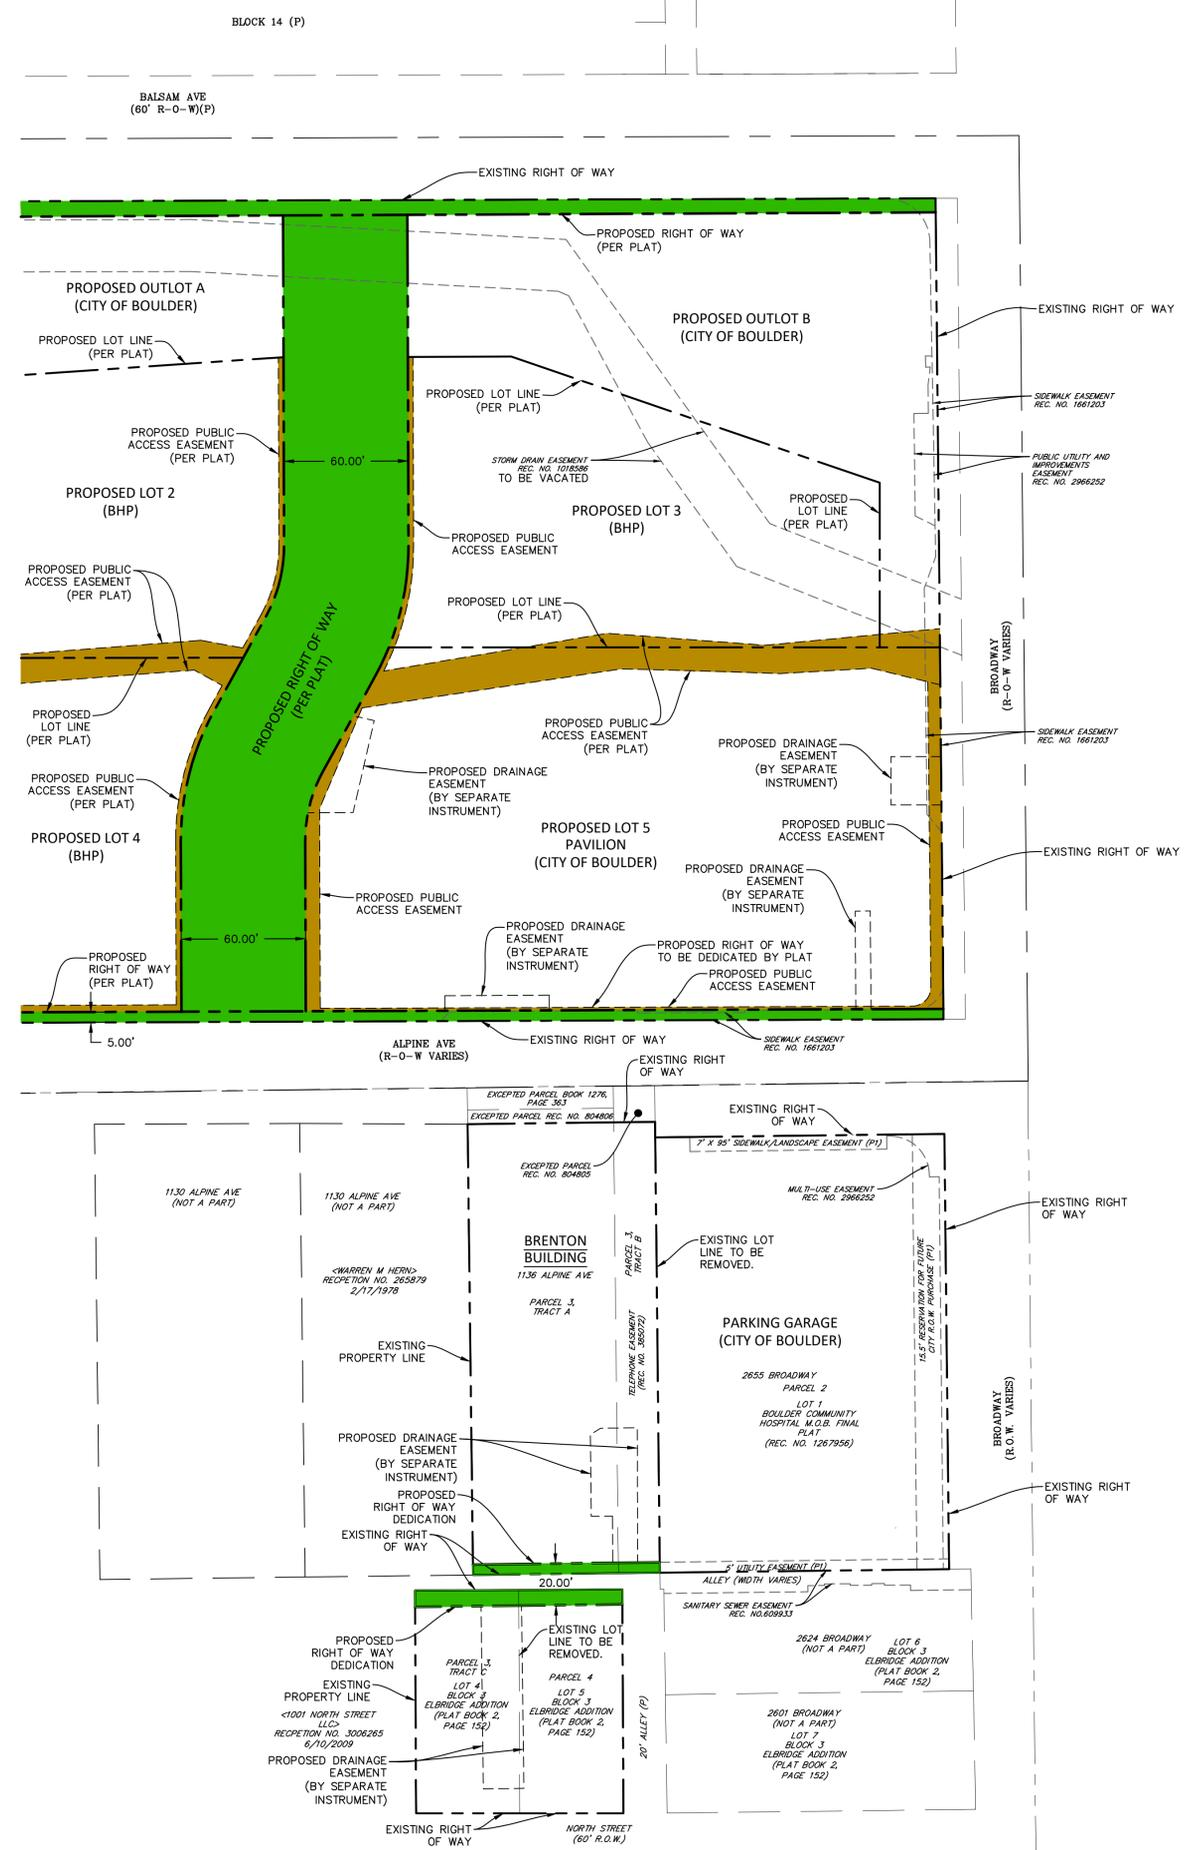 BLOCK 14 (P)
BALSAM AVE
(60' R-O-W)(P)
EXISTING RIGHT OF WAY
PROPOSED RIGHT OF WAY
(PER PLAT)
PROPOSED OUTLOT A
(CITY OF BOULDER)
PROPOSED OUTLOT B
(CITY OF BOULDER)
EXISTING RIGHT OF WAY
PROPOSED LOT LINE
(PER PLAT)
PROPOSED LOT LINE
(PER PLAT)
SIDEWALK EASEMENT
REC. NO. 1661203
PROPOSED PUBLIC
ACCESS EASEMENT
(PER PLAT)
60.00'
STORM DRAIN EASEMENT
REC. NO. 1018586
TO BE VACATED
PUBLIC UTILITY AND
IMPROVEMENTS
EASEMENT
REC. NO. 2966252
PROPOSED LOT 2
(BHP)
PROPOSED LOT 3
(BHP)
PROPOSED
LOT LINE
(PER PLAT)
PROPOSED PUBLIC
ACCESS EASEMENT
PROPOSED PUBLIC
ACCESS EASEMENT
(PER PLAT)
PROPOSED LOT LINE
(PER PLAT)
PROPOSED RIGHT OF WAY
(PER PLAT)
BROADWAY
(R-O-W VARIES)
PROPOSED
LOT LINE
(PER PLAT)
PROPOSED PUBLIC
ACCESS EASEMENT
(PER PLAT)
SIDEWALK EASEMENT
REC. NO. 1661203
PROPOSED DRAINAGE
EASEMENT
(BY SEPARATE
INSTRUMENT)
PROPOSED PUBLIC
ACCESS EASEMENT
(PER PLAT)
PROPOSED DRAINAGE
EASEMENT
(BY SEPARATE
INSTRUMENT)
PROPOSED LOT 4
(BHP)
PROPOSED LOT 5
PAVILION
(CITY OF BOULDER)
PROPOSED PUBLIC
ACCESS EASEMENT
EXISTING RIGHT OF WAY
PROPOSED DRAINAGE
EASEMENT
(BY SEPARATE
INSTRUMENT)
PROPOSED PUBLIC
ACCESS EASEMENT
60.00'
PROPOSED DRAINAGE
EASEMENT
(BY SEPARATE
INSTRUMENT)
PROPOSED RIGHT OF WAY
TO BE DEDICATED BY PLAT
PROPOSED PUBLIC
ACCESS EASEMENT
PROPOSED
RIGHT OF WAY
(PER PLAT)
5.00'
ALPINE AVE
(R-O-W VARIES)
EXISTING RIGHT OF WAY
SIDEWALK EASEMENT
REC. NO. 1661203
EXISTING RIGHT
OF WAY
EXCEPTED PARCEL BOOK 1276,
PAGE 363
EXCEPTED PARCEL REC. NO. 804806
EXISTING RIGHT
OF WAY
7' X 95' SIDEWALK/LANDSCAPE EASEMENT (P1)
EXCEPTED PARCEL
REC. NO. 804805
MULTI-USE EASEMENT
REC. NO. 2966252
1130 ALPINE AVE
(NOT A PART)
1130 ALPINE AVE
(NOT A PART)
EXISTING RIGHT
OF WAY
BRENTON
BUILDING
1136 ALPINE AVE
PARCEL 3,
TRACT A
PARCEL 3,
TRACT B
EXISTING LOT
LINE TO BE
REMOVED.
<WARREN M HERN>
RECPETION NO. 265879
2/17/1978
15.5' RESERVATION FOR FUTURE
CITY R.O.W. PURCHASE (P1)
TELEPHONE EASEMENT
(REC. NO. 385072)
PARKING GARAGE
(CITY OF BOULDER)
EXISTING
PROPERTY LINE
2655 BROADWAY
PARCEL 2
LOT 1
BOULDER COMMUNITY
HOSPITAL M.O.B. FINAL
PLAT
(REC. NO. 1267956)
BROADWAY
(R.O.W. VARIES)
PROPOSED DRAINAGE
EASEMENT
(BY SEPARATE
INSTRUMENT)
PROPOSED
RIGHT OF WAY
DEDICATION
EXISTING RIGHT
OF WAY
EXISTING RIGHT
OF WAY
5' UTILITY EASEMENT (P1)
ALLEY (WIDTH VARIES)
20.00'
SANITARY SEWER EASEMENT
REC. NO.609933
PROPOSED
RIGHT OF WAY
DEDICATION
EXISTING LOT
LINE TO BE
REMOVED.
2624 BROADWAY
(NOT A PART)
LOT 6
BLOCK 3
ELBRIDGE ADDITION
(PLAT BOOK 2,
PAGE 152)
PARCEL 3,
TRACT C
LOT 4
BLOCK 3
ELBRIDGE ADDITION
(PLAT BOOK 2,
PAGE 152)
PARCEL 4
LOT 5
BLOCK 3
ELBRIDGE ADDITION
(PLAT BOOK 2,
PAGE 152)
EXISTING
PROPERTY LINE
<1001 NORTH STREET
LLC>
RECPETION NO. 3006265
6/10/2009
20' ALLEY (P)
2601 BROADWAY
(NOT A PART)
LOT 7
BLOCK 3
ELBRIDGE ADDITION
(PLAT BOOK 2,
PAGE 152)
PROPOSED DRAINAGE
EASEMENT
(BY SEPARATE
INSTRUMENT)
EXISTING RIGHT
OF WAY
NORTH STREET
(60' R.O.W.)